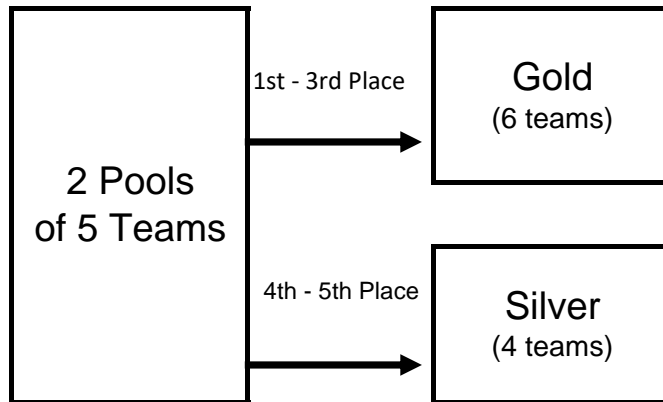 2 Pools
of 5 Teams
1st - 3rd Place
Gold
(6 teams)
4th - 5th Place
Silver
(4 teams)